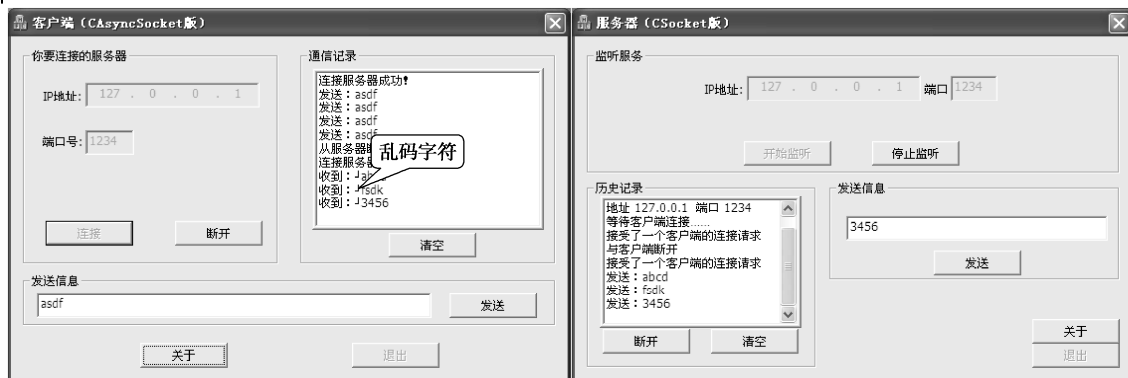 客户端（CAsyncSocket版）
你要连接的服务器
IP地址: 127 . 0 . 0 . 1
端口号: 1234
连接
断开
通信记录
连接服务器成功!
发送：asdf
发送：asdf
发送：asdf
发送：asdf
从服务器
连接服务器
收到：
收到：┘fsdk
收到：┘3456
乱码字符
清空
发送信息
asdf
发送
关于
退出
服务器（CSocket版）
监听服务
IP地址: 127 . 0 . 0 . 1 端口 1234
开始监听
停止监听
历史记录
地址 127.0.0.1 端口 1234
等待客户端连接......
接受了一个客户端的连接请求
与客户端断开
接受了一个客户端的连接请求
发送：abcd
发送：fsdk
发送：3456
断开
清空
发送信息
3456
发送
关于
退出